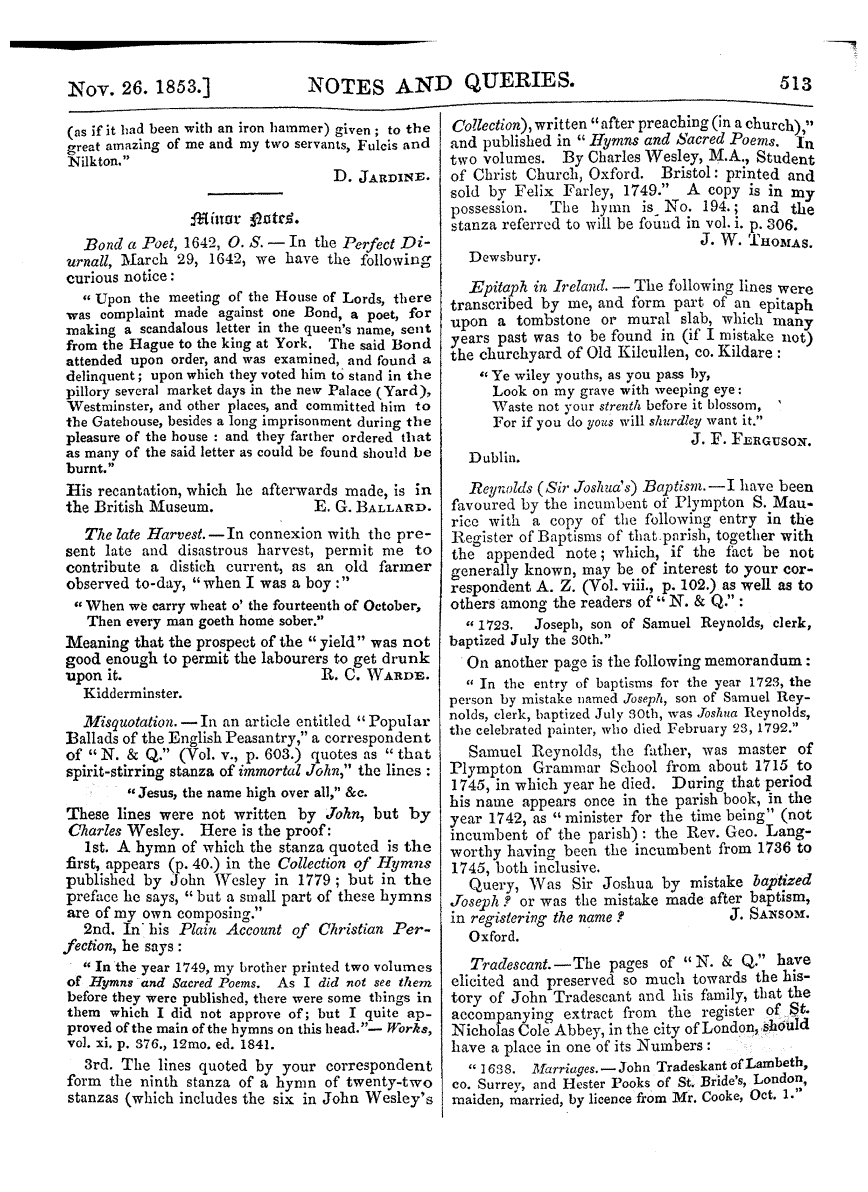 Nov. 26. 1853.] NOTES AND QUERIES. 513
(as if it had been with an iron hammer) given; to the
great amazing of me and my two servants, Fulcis and
Nilkton."
D. Jardine.
Minor Notes.
Bond a Poet, 1642, O. S. — In the Perfect Di-
urnall, March 29, 1642, we have the following
curious notice:
"Upon the meeting of the House of Lords, there
was complaint made against one Bond, a poet, for
making a scandalous letter in the queen's name, sent
from the Hague to the king at York. The said Bond
attended upon order, and was examined, and found a
delinquent; upon which they voted him to stand in the
pillory several market days in the new Palace (Yard),
Westminster, and other places, and committed him to
the Gatehouse, besides a long imprisonment during the
pleasure of the house: and they farther ordered that
as many of the said letter as could be found should be
burnt."
His recantation, which he afterwards made, is in
the British Museum. E. G. Ballard.
The late Harvest. — In connexion with the pre-
sent late and disastrous harvest, permit me to
contribute a distich current, as an old farmer
observed to-day, "when I was a boy:"
"When we carry wheat o' the fourteenth of October,
Then every man goeth home sober."
Meaning that the prospect of the "yield" was not
good enough to permit the labourers to get drunk
upon it. R. C. Warde.
Kidderminster.
Misquotation. — In an article entitled "Popular
Ballads of the English Peasantry," a correspondent
of "N. & Q." (Vol. v., p. 603.) quotes as "that
spirit-stirring stanza of immortal John," the lines:
"Jesus, the name high over all," &c.
These lines were not written by John, but by
Charles Wesley. Here is the proof:
1st. A hymn of which the stanza quoted is the
first, appears (p. 40.) in the Collection of Hymns
published by John Wesley in 1779; but in the
preface he says, "but a small part of these hymns
are of my own composing."
2nd. In his Plain Account of Christian Per-
fection, he says:
"In the year 1749, my brother printed two volumes
of Hymns and Sacred Poems. As I did not see them
before they were published, there were some things in
them which I did not approve of; but I quite ap-
proved of the main of the hymns on this head."— Works,
vol. xi. p. 376., 12mo. ed. 1841.
3rd. The lines quoted by your correspondent
form the ninth stanza of a hymn of twenty-two
stanzas (which includes the six in John Wesley's
Collection), written "after preaching (in a church),"
and published in "Hymns and Sacred Poems. In
two volumes. By Charles Wesley, M.A., Student
of Christ Church, Oxford. Bristol: printed and
sold by Felix Farley, 1749." A copy is in my
possession. The hymn is No. 194.; and the
stanza referred to will be found in vol. i. p. 306.
J. W. Thomas.
Dewsbury.
Epitaph in Ireland. — The following lines were
transcribed by me, and form part of an epitaph
upon a tombstone or mural slab, which many
years past was to be found in (if I mistake not)
the churchyard of Old Kilcullen, co. Kildare:
"Ye wiley youths, as you pass by,
Look on my grave with weeping eye:
Waste not your strenth before it blossom,
For if you do yous will shurdley want it."
J. F. Ferguson.
Dublin.
Reynolds (Sir Joshua's) Baptism. — I have been
favoured by the incumbent of Plympton S. Mau-
rice with a copy of the following entry in the
Register of Baptisms of that parish, together with
the appended note; which, if the fact be not
generally known, may be of interest to your cor-
respondent A. Z. (Vol. viii., p. 102.) as well as to
others among the readers of "N. & Q.":
"1723. Joseph, son of Samuel Reynolds, clerk,
baptized July the 30th."
On another page is the following memorandum:
"In the entry of baptisms for the year 1723, the
person by mistake named Joseph, son of Samuel Rey-
nolds, clerk, baptized July 30th, was Joshua Reynolds,
the celebrated painter, who died February 23, 1792."
Samuel Reynolds, the father, was master of
Plympton Grammar School from about 1715 to
1745, in which year he died. During that period
his name appears once in the parish book, in the
year 1742, as "minister for the time being" (not
incumbent of the parish): the Rev. Geo. Lang-
worthy having been the incumbent from 1736 to
1745, both inclusive.
Query, Was Sir Joshua by mistake baptized
Joseph? or was the mistake made after baptism,
in registering the name? J. Sansom.
Oxford.
Tradescant. — The pages of "N. & Q." have
elicited and preserved so much towards the his-
tory of John Tradescant and his family, that the
accompanying extract from the register of St.
Nicholas Cole Abbey, in the city of London, should
have a place in one of its Numbers:
"1638. Marriages. — John Tradeskant of Lambeth,
co. Surrey, and Hester Pooks of St. Bride's, London,
maiden, married, by licence from Mr. Cooke, Oct. 1."